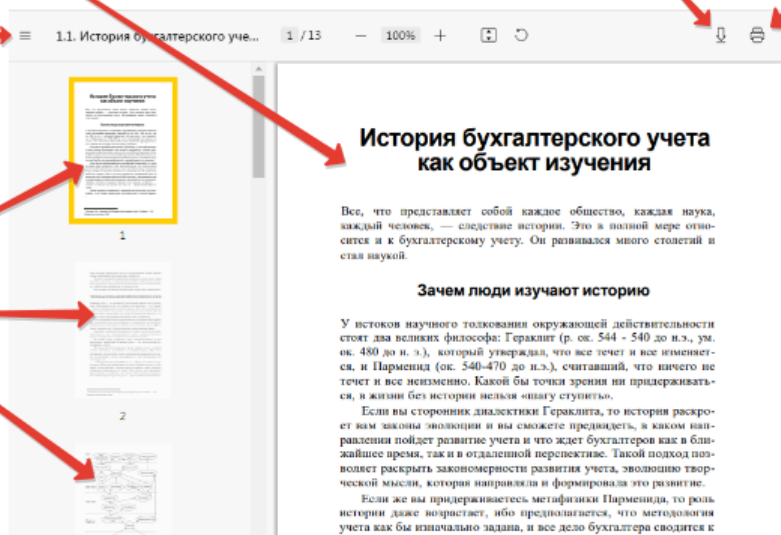 1.1. История бухгалтерского уче...
1 / 13
100%
1
2
История бухгалтерского учета
как объект изучения
Все, что представляет собой каждое общество, каждая наука,
каждый человек, — следствие истории. Это в полной мере отно-
сится и к бухгалтерскому учету. Он развивался много столетий и
стал наукой.
Зачем люди изучают историю
У истоков научного толкования окружающей действительности
стоят два великих философа: Гераклит (р. ок. 544 - 540 до н.э., ум.
ок. 480 до н. э.), который утверждал, что все течет и все изменяет-
ся, и Парменид (ок. 540-470 до н.э.), считавший, что ничего не
течет и все неизменно. Какой бы точки зрения ни придерживать-
ся, в жизни без истории нельзя «шагу ступить».
Если вы сторонник диалектики Гераклита, то история раскро-
ет вам законы эволюции и вы сможете предвидеть, в каком нап-
равлении пойдет развитие учета и что ждет бухгалтеров как в бли-
жайшее время, так и в отдаленной перспективе. Такой подход поз-
воляет раскрыть закономерности развития учета, эволюцию твор-
ческой мысли, которая направляла и формировала это развитие.
Если же вы придерживаетесь метафизики Парменида, то роль
истории даже возрастает, ибо предполагается, что методология
учета как бы изначально задана, и все дело бухгалтера сводится к